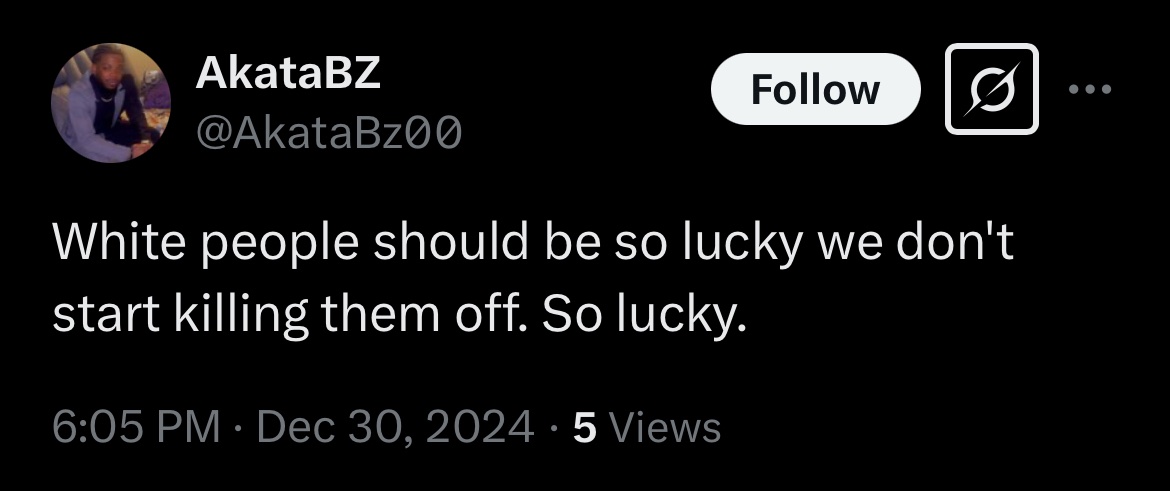 AkataBZ
@AkataBz00
Follow
White people should be so lucky we don't
start killing them off. So lucky.
6:05 PM · Dec 30, 2024 · 5 Views